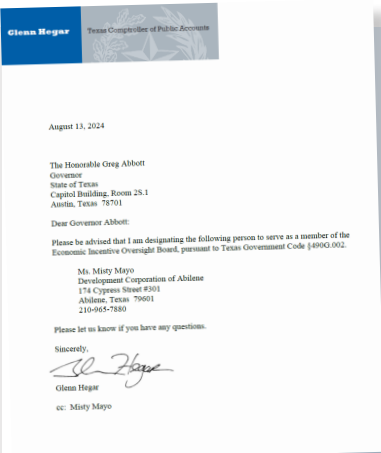 Glenn Hegar
Texas Comptroller of Public Accounts
August 13, 2024
The Honorable Greg Abbott
Governor
State of Texas
Capitol Building, Room 2S.1
Austin, Texas 78701
Dear Governor Abbott:
Please be advised that I am designating the following person to serve as a member of the
Economic Incentive Oversight Board, pursuant to Texas Government Code §490G.002.
Ms. Misty Mayo
Development Corporation of Abilene
174 Cypress Street #301
Abilene, Texas 79601
210-965-7880
Please let us know if you have any questions.
Sincerely,
Glenn Hegar
Glenn Hegar
cc: Misty Mayo